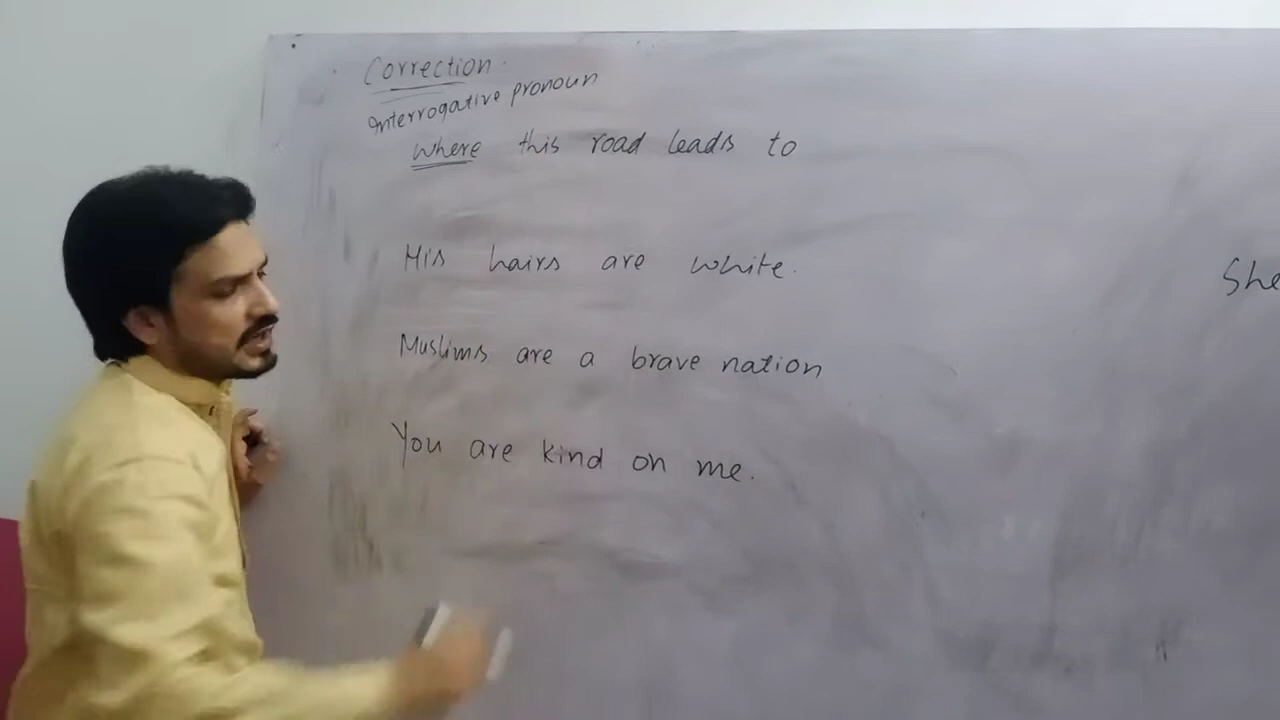 Correction.
Interrogative pronoun
Where this road leads to
His hairs are white.
She
Muslims are a brave nation
You are kind on me.